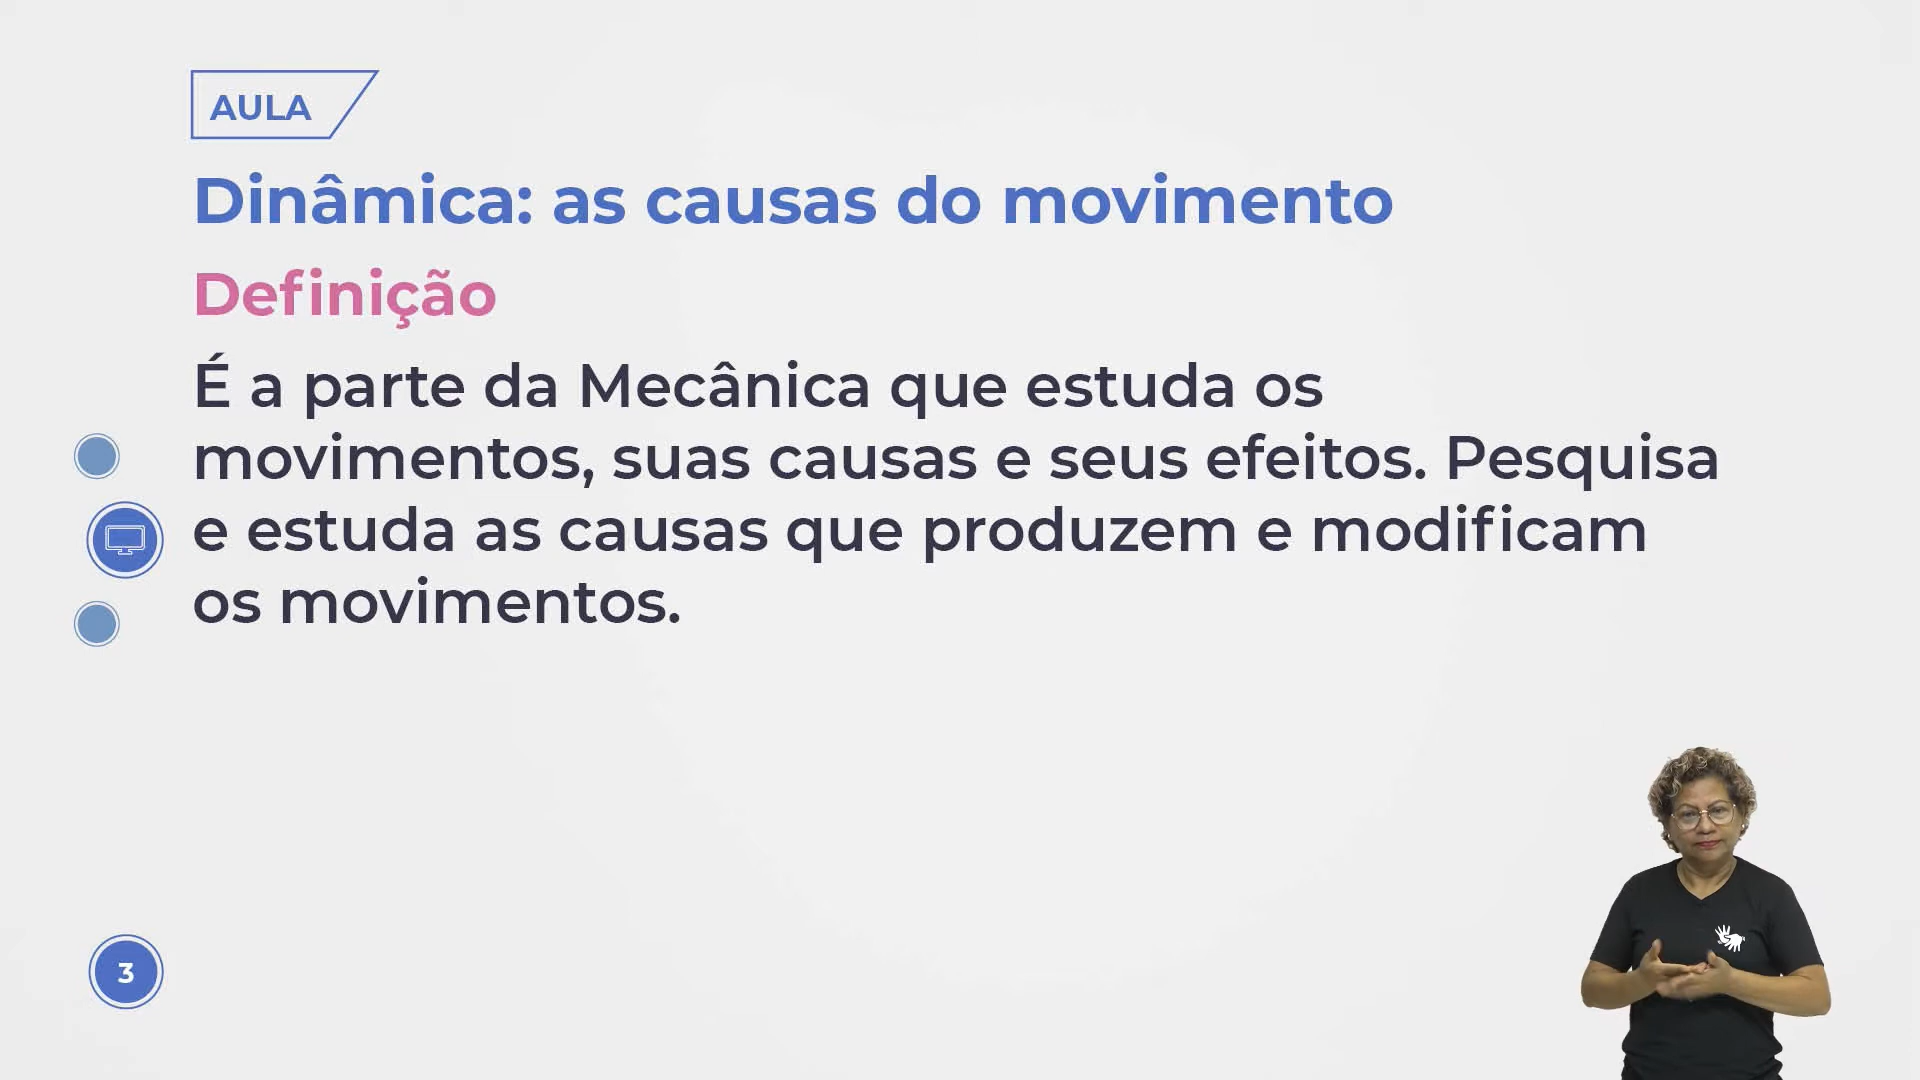 AULA
Dinâmica: as causas do movimento
Definição
É a parte da Mecânica que estuda os
movimentos, suas causas e seus efeitos. Pesquisa
e estuda as causas que produzem e modificam
os movimentos.
3